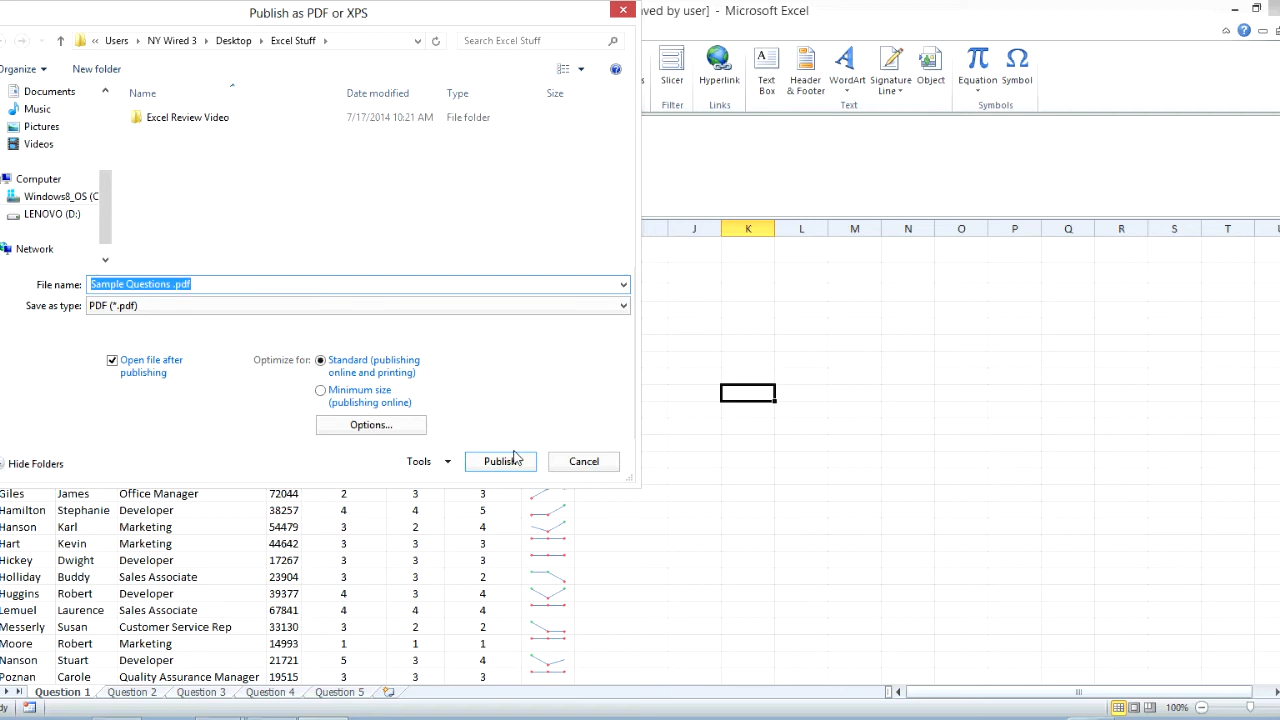 Publish as PDF or XPS
ved by user] - Microsoft Excel
Users
NY Wired 3
Desktop
Excel Stuff
Search Excel Stuff
Organize
New folder
Documents
Music
Pictures
Videos
Computer
Windows8_OS (C
LENOVO (D:)
Network
Name
Date modified
Type
Size
Excel Review Video
7/17/2014 10:21 AM
File folder
File name:
Sample Questions .pdf
Save as type:
PDF (*.pdf)
Open file after
publishing
Optimize for:
Standard (publishing
online and printing)
Minimum size
(publishing online)
Options...
Hide Folders
Tools
Publish
Cancel
Slicer
Filter
Hyperlink
Links
Text
Box
Header
& Footer
WordArt
Signature
Line
Object
Text
Equation
Symbol
Symbols
J K L M N O P Q R S T
Giles James Office Manager 72044 2 3 3
Hamilton Stephanie Developer 38257 4 4 5
Hanson Karl Marketing 54479 3 2 4
Hart Kevin Marketing 44642 3 3 3
Hickey Dwight Developer 17267 3 3 3
Holliday Buddy Sales Associate 23904 3 3 2
Huggins Robert Developer 39377 4 3 4
Lemuel Laurence Sales Associate 67841 4 4 4
Messerly Susan Customer Service Rep 33130 3 2 2
Moore Robert Marketing 14993 1 1 1
Nanson Stuart Developer 21721 5 3 4
Poznan Carole Quality Assurance Manager 19515 3 3 3
Question 1 Question 2 Question 3 Question 4 Question 5
dy
100%